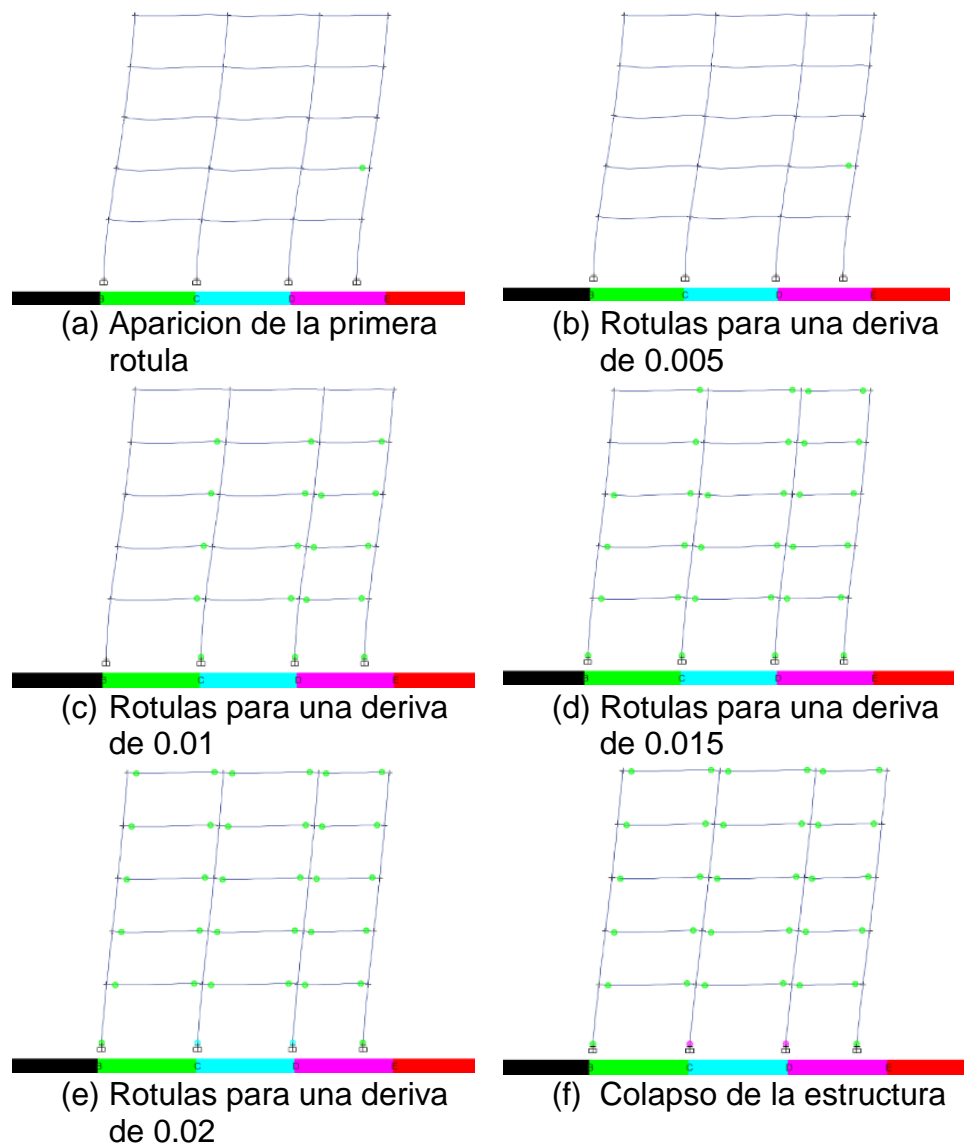 B C D E
B C D E
(a) Aparicion de la primera
rotula
(b) Rotulas para una deriva
de 0.005
B C D E
B C D E
(c) Rotulas para una deriva
de 0.01
(d) Rotulas para una deriva
de 0.015
B C D E
B C D E
(e) Rotulas para una deriva
de 0.02
(f) Colapso de la estructura